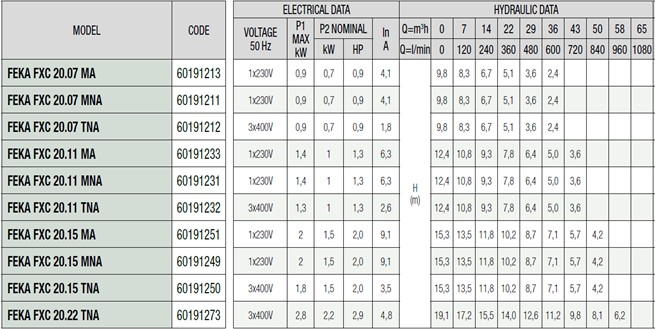 MODEL CODE ELECTRICAL DATA HYDRAULIC DATA
VOLTAGE 50 Hz P1 MAX kW P2 NOMINAL In A Q=m³/h 0 7 14 22 29 36 43 50 58 65
kW HP Q=l/min 0 120 240 360 480 600 720 840 960 1080
FEKA FXC 20.07 MA 60191213 1x230V 0,9 0,7 0,9 4,1 9,8 8,3 6,7 5,1 3,6 2,4
FEKA FXC 20.07 MNA 60191211 1x230V 0,9 0,7 0,9 4,1 9,8 8,3 6,7 5,1 3,6 2,4
FEKA FXC 20.07 TNA 60191212 3x400V 0,9 0,7 0,9 1,8 9,8 8,3 6,7 5,1 3,6 2,4
FEKA FXC 20.11 MA 60191233 1x230V 1,4 1 1,3 6,3 12,4 10,8 9,3 7,8 6,4 5,0 3,6
FEKA FXC 20.11 MNA 60191231 1x230V 1,4 1 1,3 6,3 H (m) 12,4 10,8 9,3 7,8 6,4 5,0 3,6
FEKA FXC 20.11 TNA 60191232 3x400V 1,3 1 1,3 2,6 12,4 10,8 9,3 7,8 6,4 5,0 3,6
FEKA FXC 20.15 MA 60191251 1x230V 2 1,5 2,0 9,1 15,3 13,5 11,8 10,2 8,7 7,1 5,7 4,2
FEKA FXC 20.15 MNA 60191249 1x230V 2 1,5 2,0 9,1 15,3 13,5 11,8 10,2 8,7 7,1 5,7 4,2
FEKA FXC 20.15 TNA 60191250 3x400V 1,8 1,5 2,0 3,5 15,3 13,5 11,8 10,2 8,7 7,1 5,7 4,2
FEKA FXC 20.22 TNA 60191273 3x400V 2,8 2,2 2,9 4,8 19,1 17,2 15,5 14,0 12,6 11,2 9,8 8,1 6,2